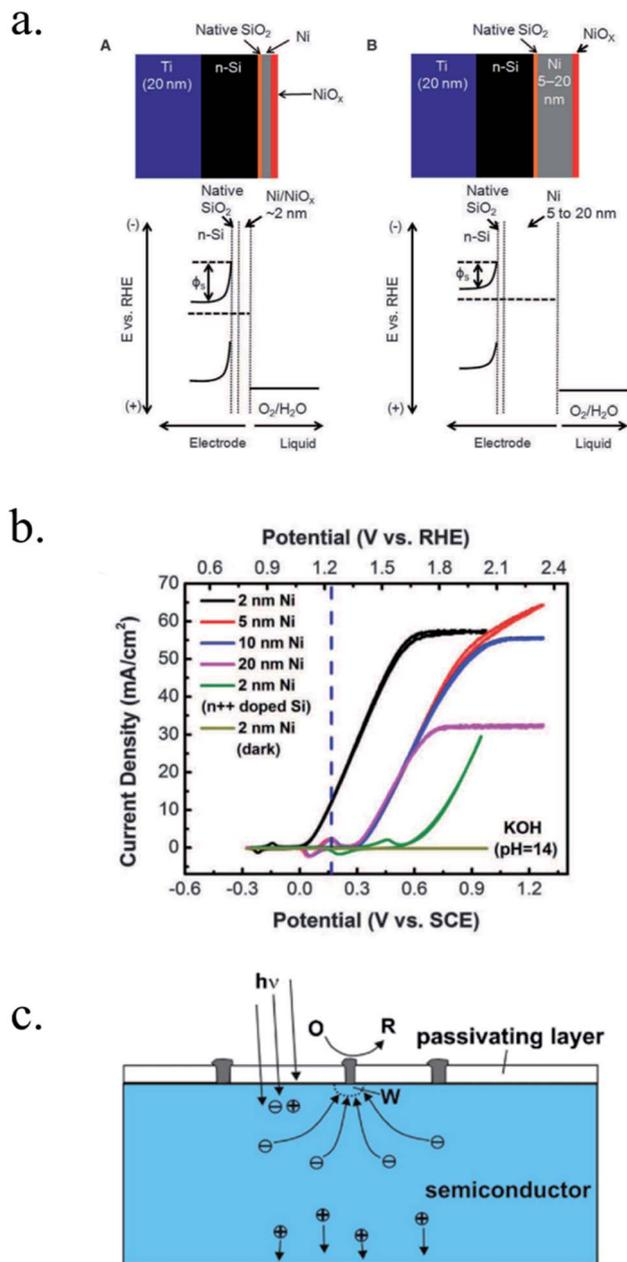 a.
A
Native SiO2
Ni
Ti
(20 nm)
n-Si
NiOx
Native
SiO2
Ni/NiOx
~2 nm
n-Si
(-)
ϕs
E vs. RHE
(+)
O2/H2O
Electrode
Liquid
B
Native SiO2
NiOx
Ti
(20 nm)
n-Si
Ni
5–20
nm
Native
SiO2
Ni
5 to 20 nm
n-Si
(-)
ϕs
E vs. RHE
(+)
O2/H2O
Electrode
Liquid
b.
Potential (V vs. RHE)
0.6 0.9 1.2 1.5 1.8 2.1 2.4
Current Density (mA/cm2)
70
60
50
40
30
20
10
0
2 nm Ni
5 nm Ni
10 nm Ni
20 nm Ni
2 nm Ni
(n++ doped Si)
2 nm Ni
(dark)
KOH
(pH=14)
-0.6 -0.3 0.0 0.3 0.6 0.9 1.2
Potential (V vs. SCE)
c.
hν
O
R
passivating layer
W
semiconductor